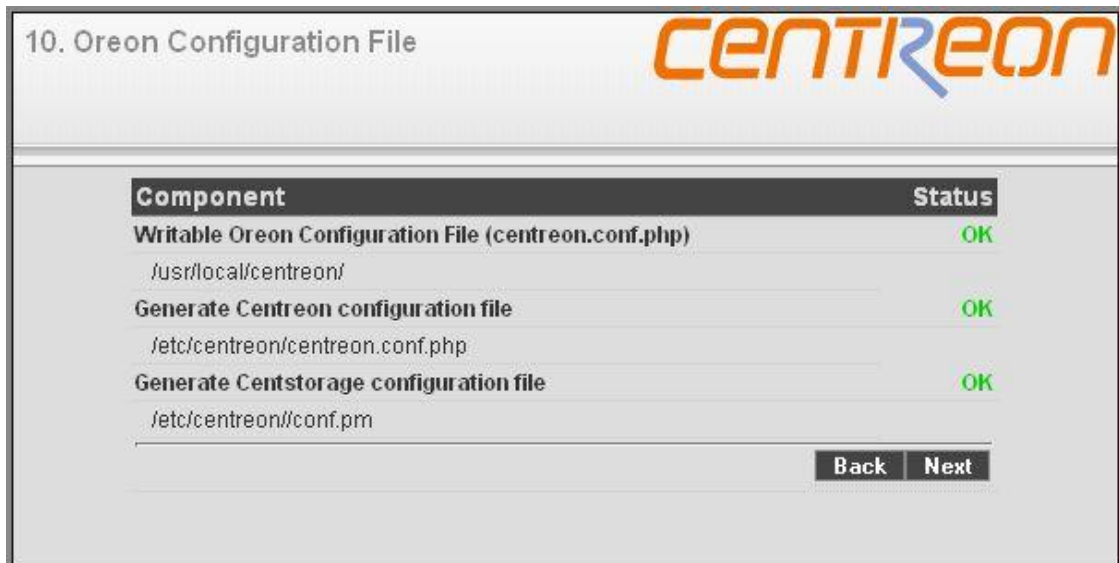 10. Oreon Configuration File
CENTREON
Component Status
Writable Oreon Configuration File (centreon.conf.php) OK
/usr/local/centreon/
Generate Centreon configuration file OK
/etc/centreon/centreon.conf.php
Generate Centstorage configuration file OK
/etc/centreon//conf.pm
Back Next